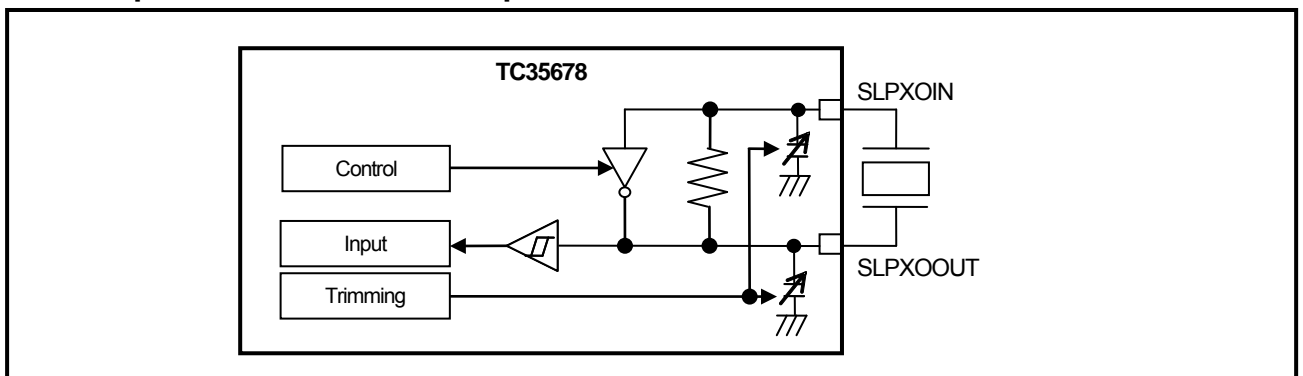 TC35678
SLPXOIN
Control
Input
SLPXOOUT
Trimming